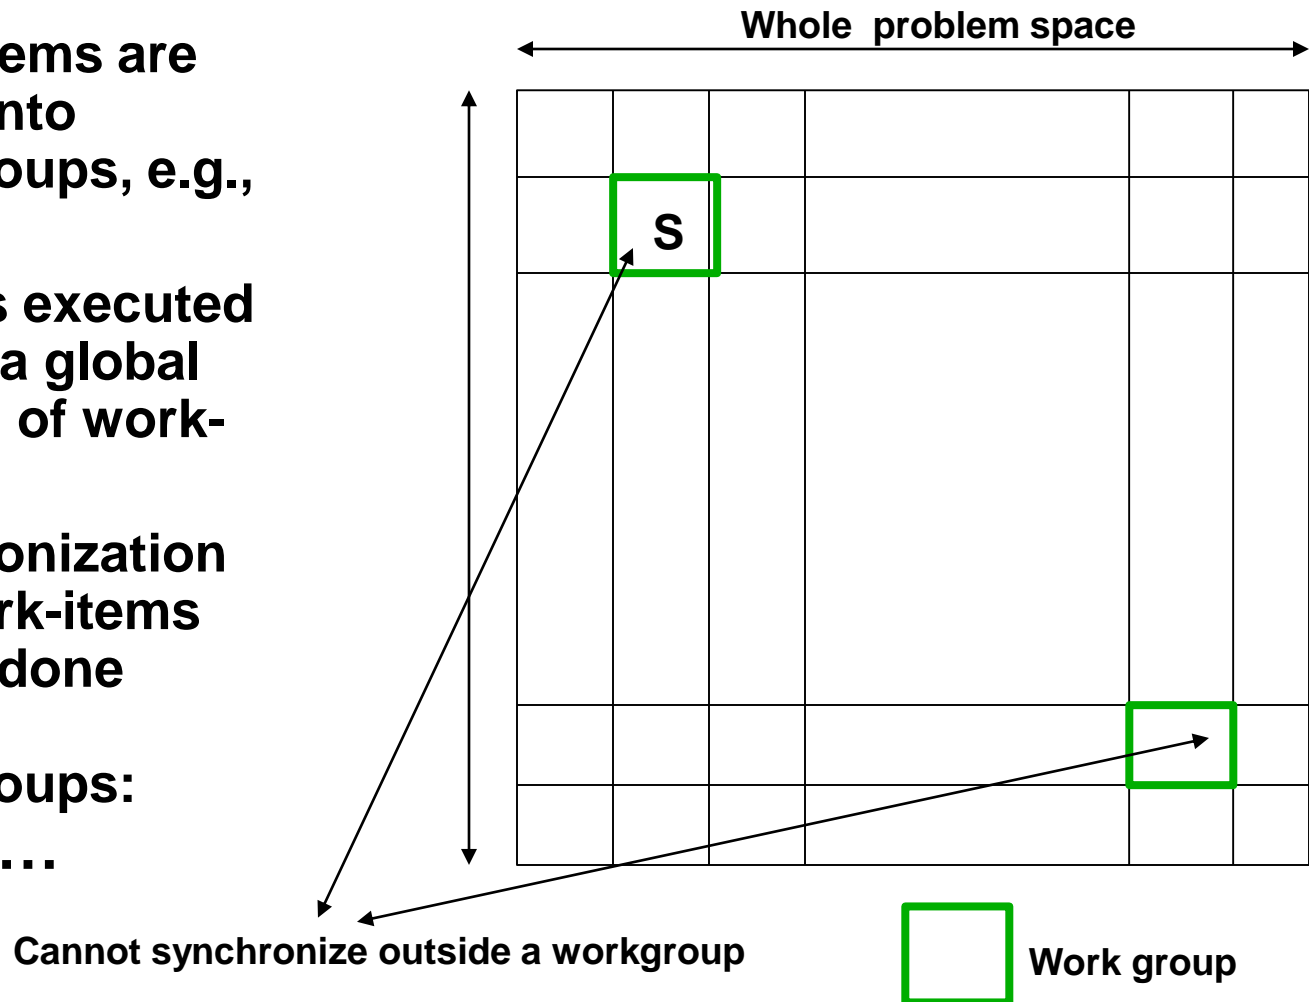 Whole problem space
ems are
nto
oups, e.g.,
s executed
a global
of work-
onization
rk-items
done
oups:
...
S
Cannot synchronize outside a workgroup
Work group